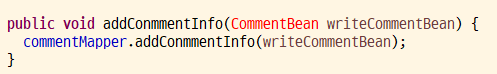 public void addConmmentInfo(CommentBean writeCommentBean) {
commentMapper.addConmmentInfo(writeCommentBean);
}